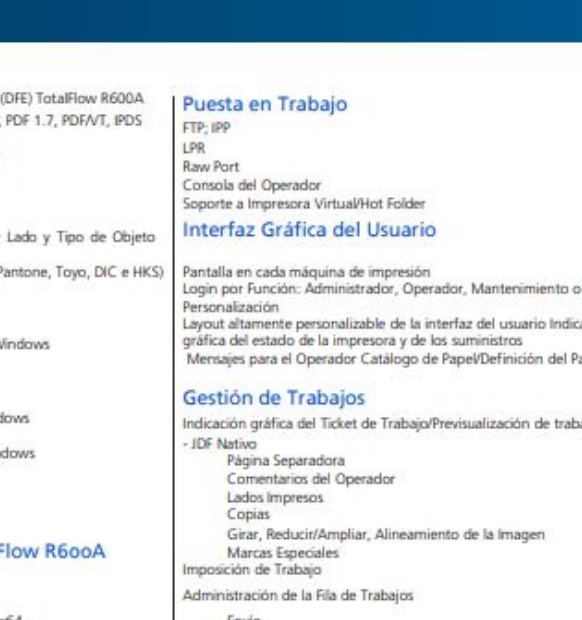 (DFE) TotalFlow R600A
PDF 1.7, PDF/VT, IPDS
Lado y Tipo de Objeto
Pantone, Toyo, DIC e HKS)
Windows
Flow R6ooA
Puesta en Trabajo
FTP; IPP
LPR
Raw Port
Consola del Operador
Soporte a Impresora Virtual/Hot Folder
Interfaz Gráfica del Usuario
Pantalla en cada máquina de impresión
Login por Función: Administrador, Operador, Mantenimiento o
Personalización
Layout altamente personalizable de la interfaz del usuario
gráfica del estado de la impresora y de los suministros
Mensajes para el Operador Catálogo de Papel/Definición del
Gestión de Trabajos
Indicación gráfica del Ticket de Trabajo/Previsualización de
- JDF Nativo
Página Separadora
Comentarios del Operador
Lados Impresos
Copias
Girar, Reducir/Ampliar, Alineamiento de la Imagen
Marcas Especiales
Imposición de Trabajo
Administración de la Fila de Trabajos